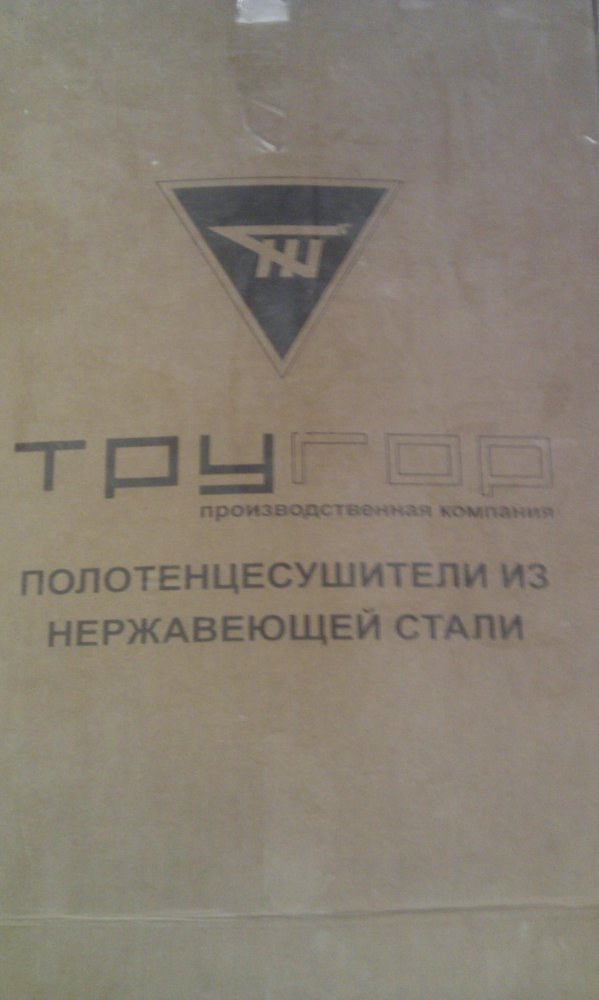 тругор
производственная компания
ПОЛОТЕНЦЕСУШИТЕЛИ ИЗ
НЕРЖАВЕЮЩЕЙ СТАЛИ